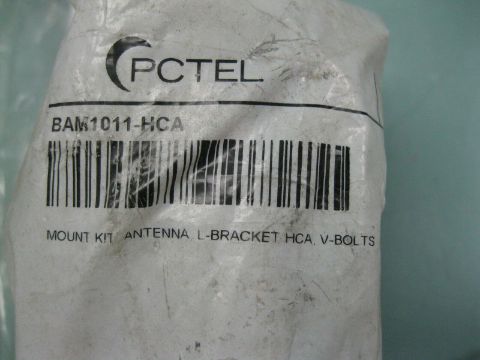 PCTEL
BAM1011-HCA
MOUNT KIT, ANTENNA, L-BRACKET, HCA, V-BOLTS